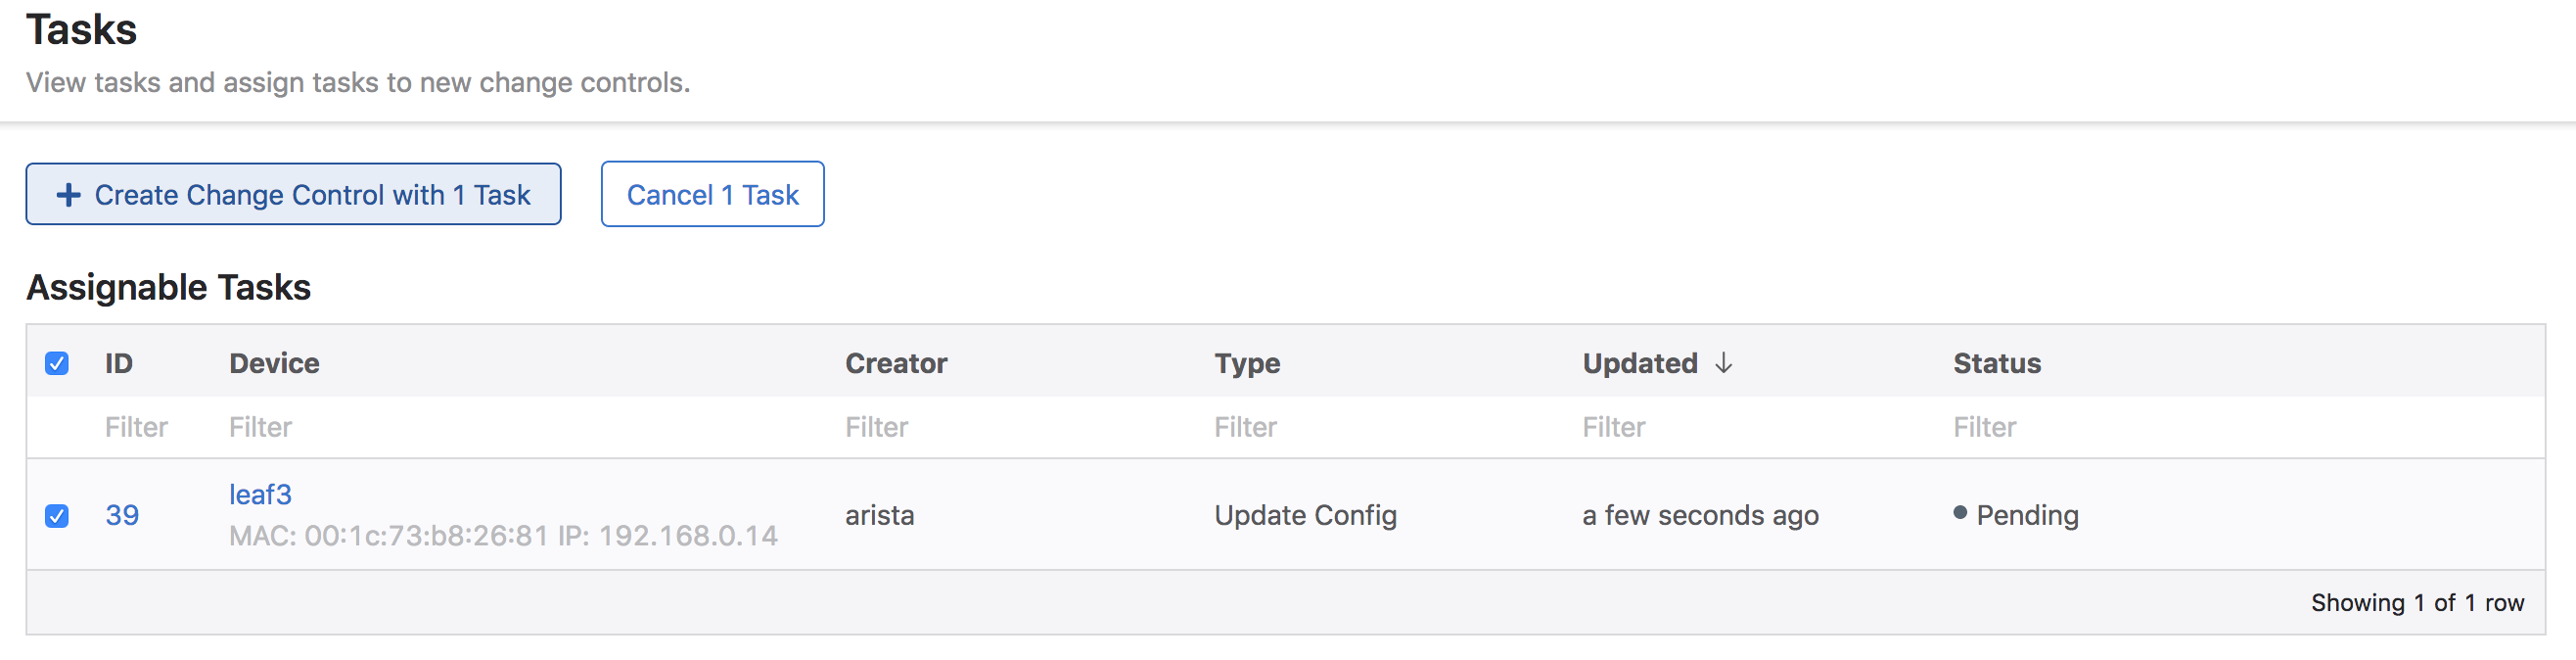 Tasks
View tasks and assign tasks to new change controls.
Create Change Control with 1 Task
Cancel 1 Task
Assignable Tasks
ID Device Creator Type Updated Status
Filter Filter Filter Filter Filter Filter
leaf3
39 arista Update Config a few seconds ago Pending
MAC: 00:1c:73:b8:26:81 IP: 192.168.0.14
Showing 1 of 1 row